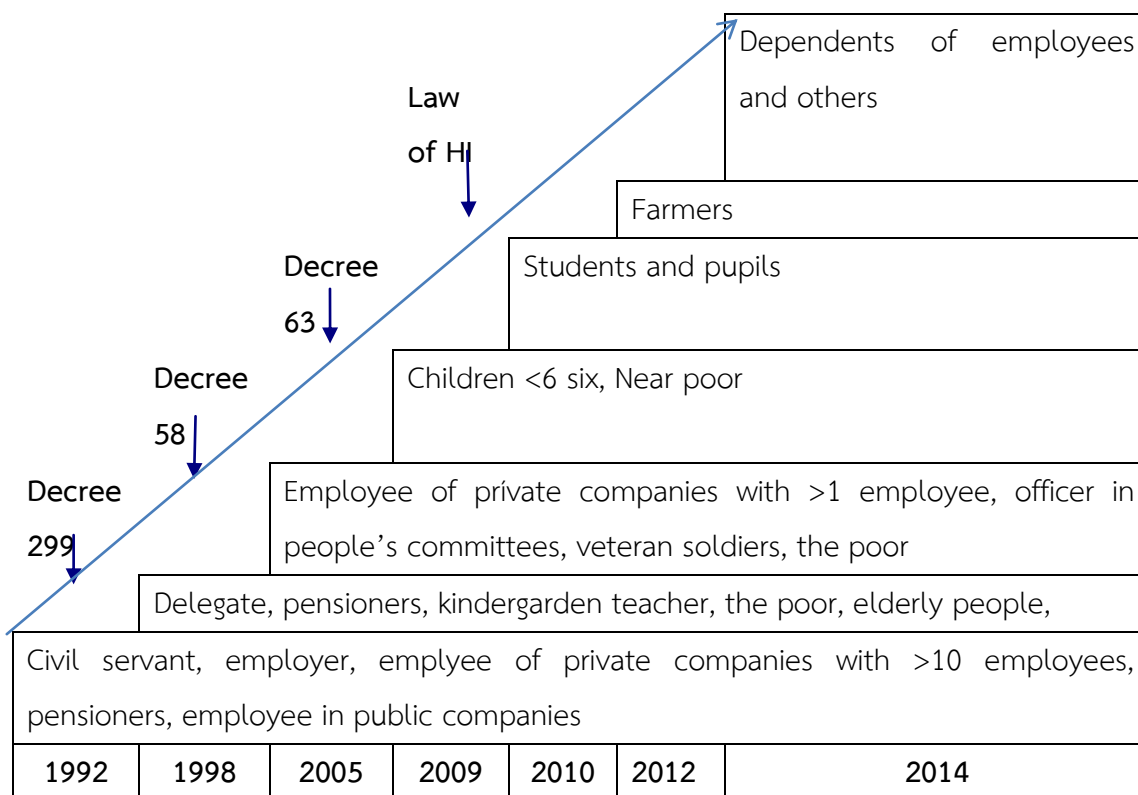 Dependents of employees
and others
Law
of HI
Farmers
Decree
63
Students and pupils
Decree
58
Children <6 six, Near poor
Decree
299
Employee of prívate companies with >1 employee, officer in
people’s committees, veteran soldiers, the poor
Delegate, pensioners, kindergarden teacher, the poor, elderly people,
Civil servant, employer, emplyee of private companies with >10 employees,
pensioners, employee in public companies
1992 1998 2005 2009 2010 2012 2014